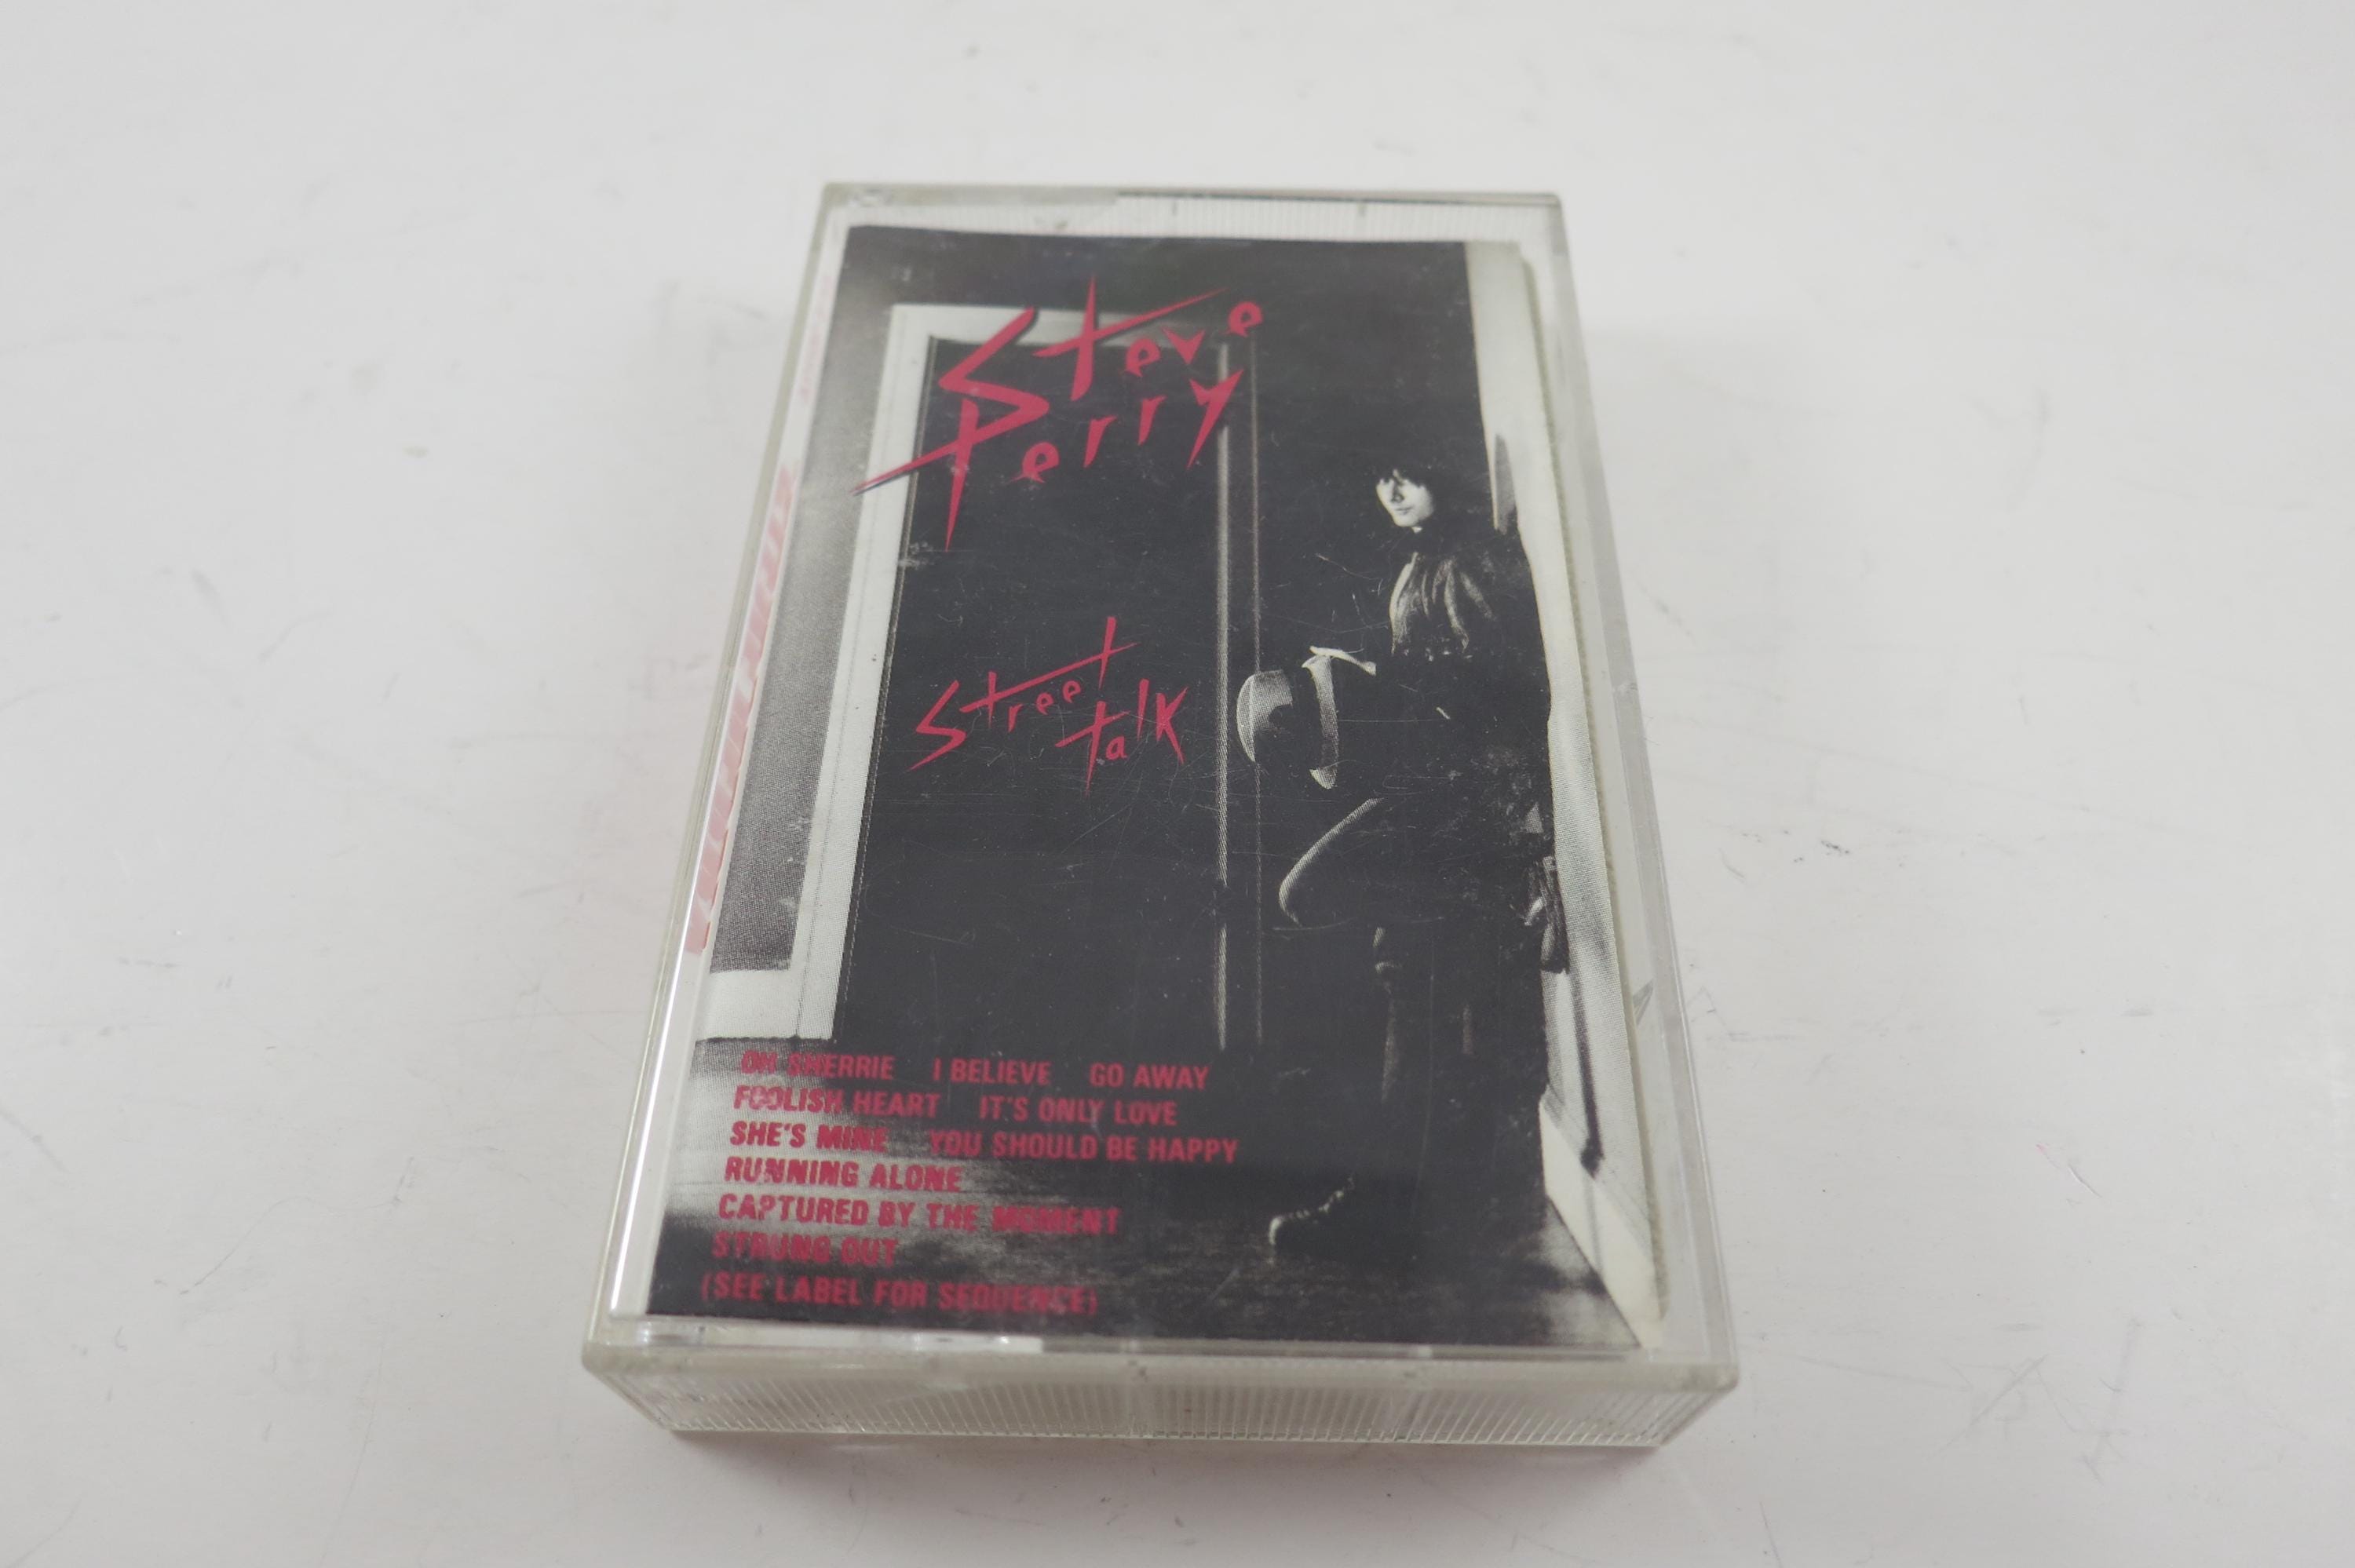 Steve
Perry
Street
talk
OH SHERRIE I BELIEVE GO AWAY
FOOLISH HEART IT'S ONLY LOVE
SHE'S MINE YOU SHOULD BE HAPPY
RUNNING ALONE
CAPTURED BY THE MOMENT
STRUNG OUT
(SEE LABEL FOR SEQUENCE)